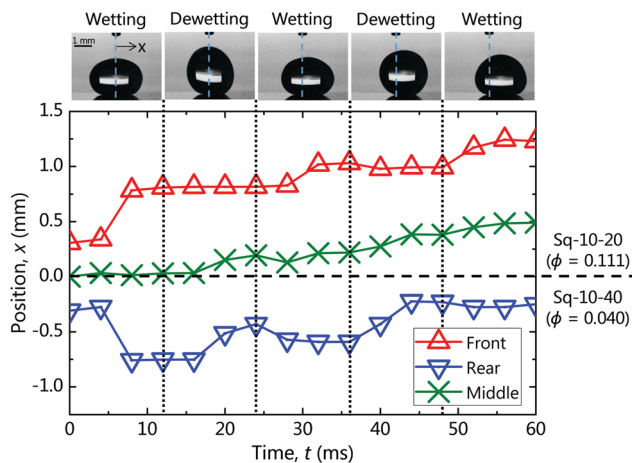 Wetting Dewetting Wetting Dewetting Wetting
1 mm
x
1.5
1.0
0.5
0.0
-0.5
-1.0
Position, x (mm)
Sq-10-20
(ϕ = 0.111)
Sq-10-40
(ϕ = 0.040)
Front
Rear
Middle
0 10 20 30 40 50 60
Time, t (ms)